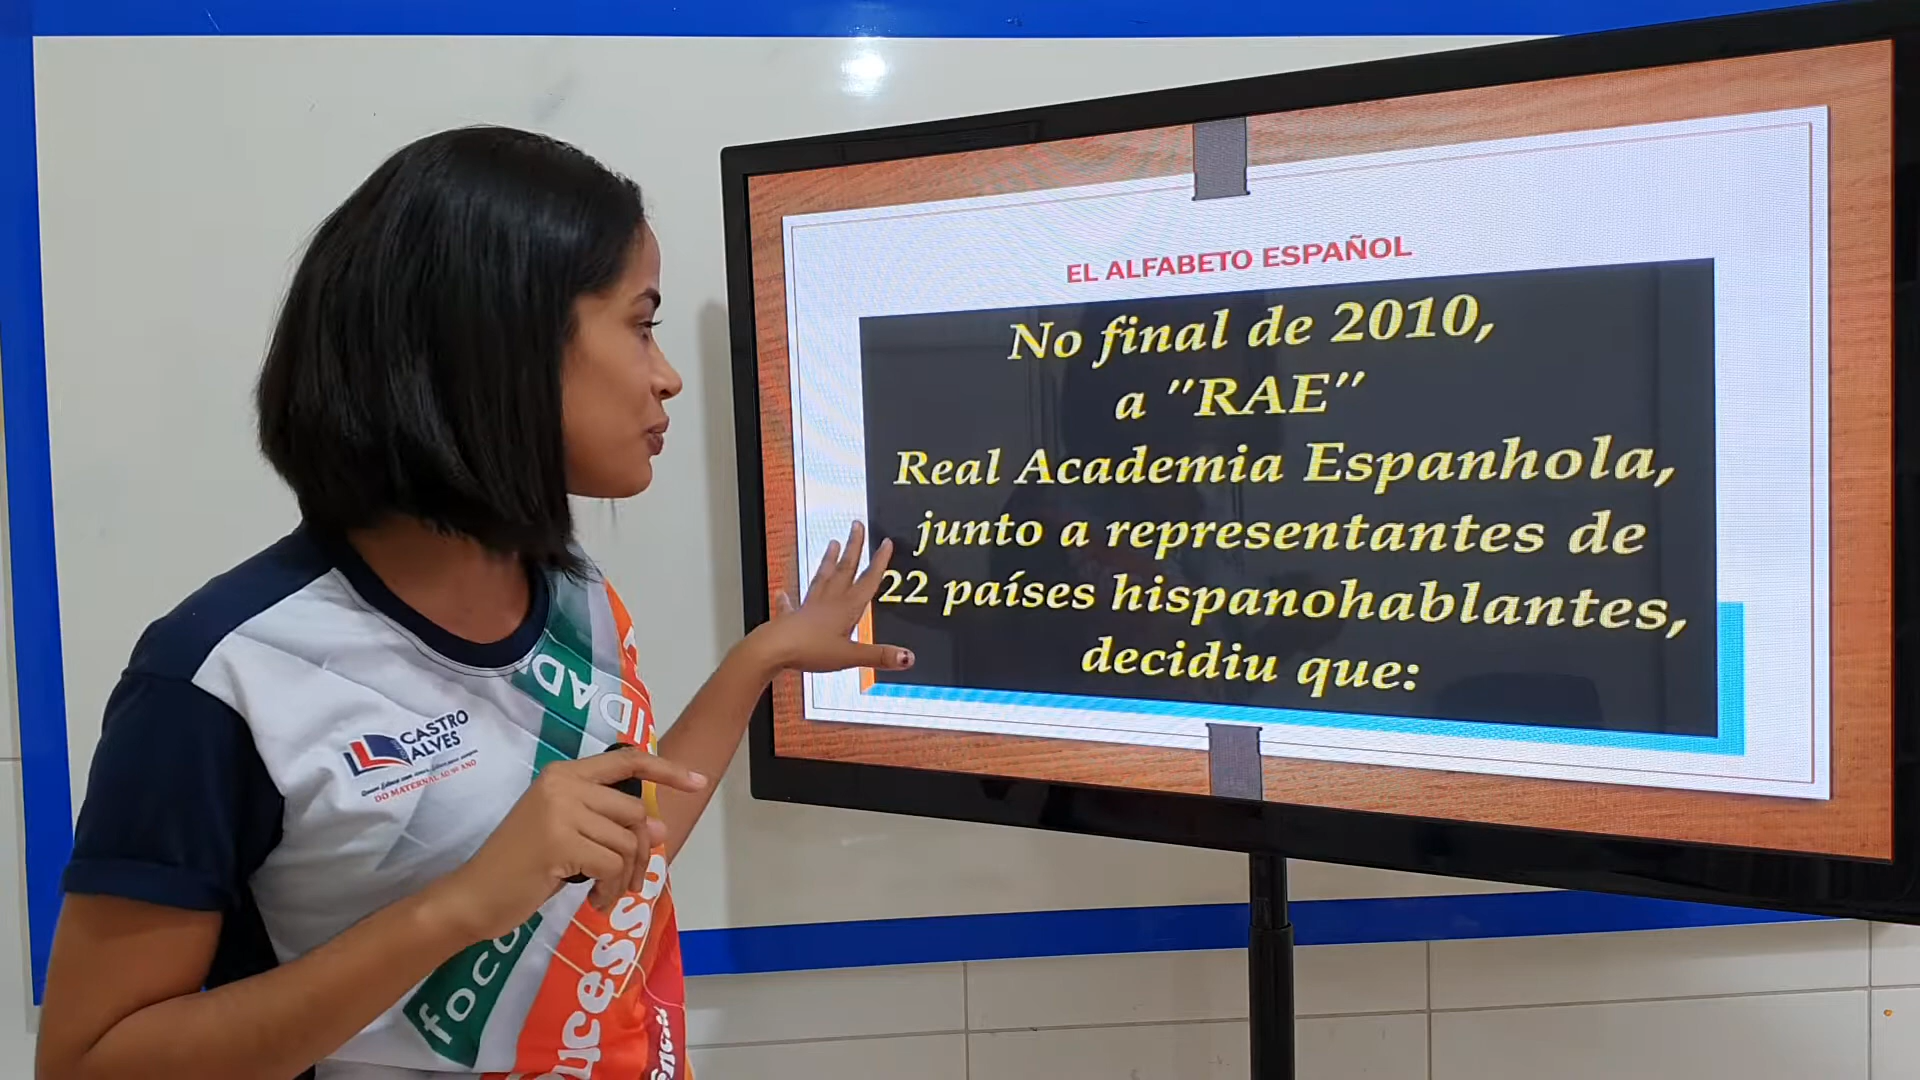 EL ALFABETO ESPAÑOL
No final de 2010,
a "RAE"
Real Academia Espanhola,
junto a representantes de
22 países hispanohablantes,
decidiu que:
CASTRO
ALVES
DO MATERNAL AO 9º ANO
IDADE
foco
sucesso